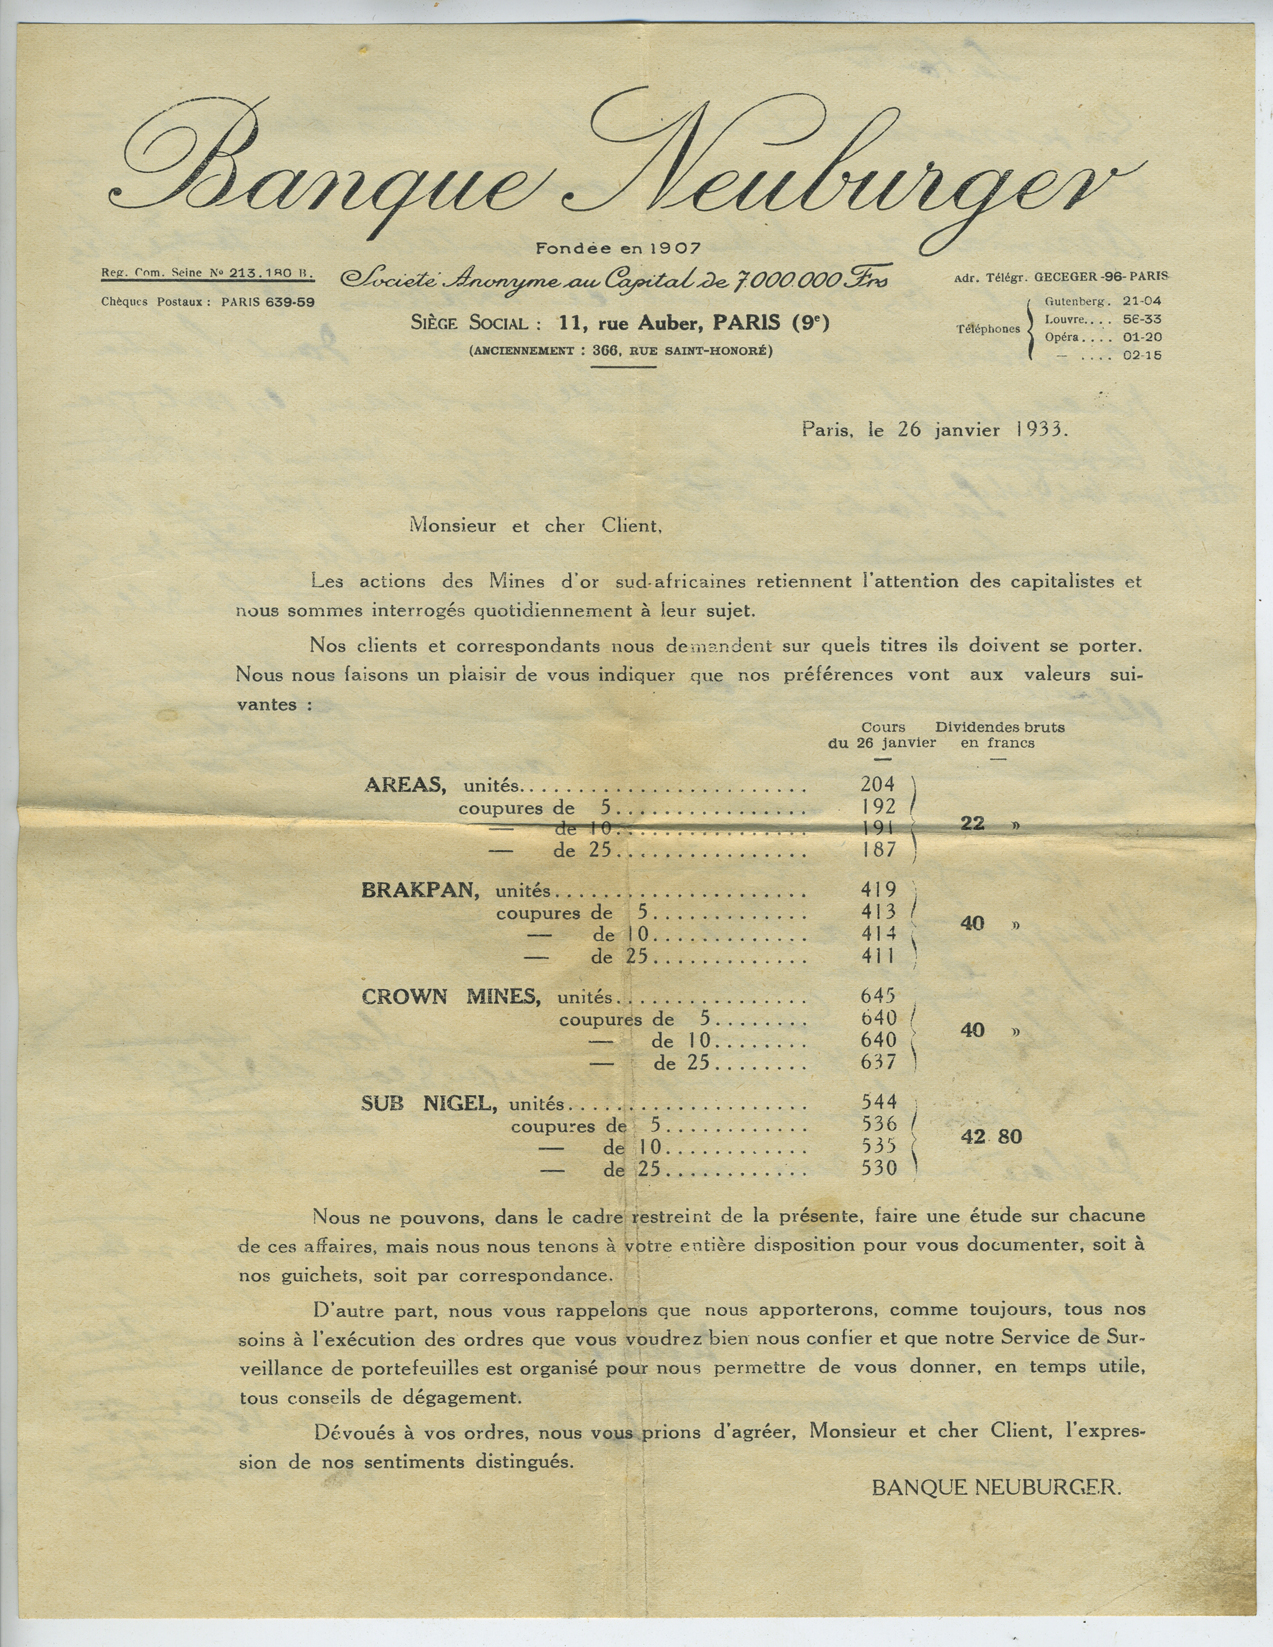 Banque Neuburger
Fondée en 1907
Reg. Com. Seine Nº 213.180 B.
Société Anonyme au Capital de 7.000.000 Frs
Adr. Télégr. GECEGER -96- PARIS
Chèques Postaux : PARIS 639-59
SIÈGE SOCIAL : 11, rue Auber, PARIS (9e)
(ANCIENNEMENT : 366, RUE SAINT-HONORÉ)
Téléphones
Gutenberg. 21-04
Louvre.... 56-33
Opéra.... 01-20
— .... 02-15
Paris, le 26 janvier 1933.
Monsieur et cher Client,
Les actions des Mines d'or sud-africaines retiennent l'attention des capitalistes et
nous sommes interrogés quotidiennement à leur sujet.
Nos clients et correspondants nous demandent sur quels titres ils doivent se porter.
Nous nous faisons un plaisir de vous indiquer que nos préférences vont aux valeurs sui-
vantes :
Cours Dividendes bruts
du 26 janvier en francs
AREAS, unités........................ 204
coupures de 5................ 192
— de 10................ 191 22 »
— de 25................ 187
BRAKPAN, unités..................... 419
coupures de 5............. 413
— de 10............. 414 40 »
— de 25............. 411
CROWN MINES, unités................ 645
coupures de 5........ 640
— de 10........ 640 40 »
— de 25........ 637
SUB NIGEL, unités.................... 544
coupures de 5............ 536
— de 10............ 535 42 80
— de 25............ 530
Nous ne pouvons, dans le cadre restreint de la présente, faire une étude sur chacune
de ces affaires, mais nous nous tenons à votre entière disposition pour vous documenter, soit à
nos guichets, soit par correspondance.
D'autre part, nous vous rappelons que nous apporterons, comme toujours, tous nos
soins à l'exécution des ordres que vous voudrez bien nous confier et que notre Service de Sur-
veillance de portefeuilles est organisé pour nous permettre de vous donner, en temps utile,
tous conseils de dégagement.
Dévoués à vos ordres, nous vous prions d'agréer, Monsieur et cher Client, l'expres-
sion de nos sentiments distingués.
BANQUE NEUBURGER.